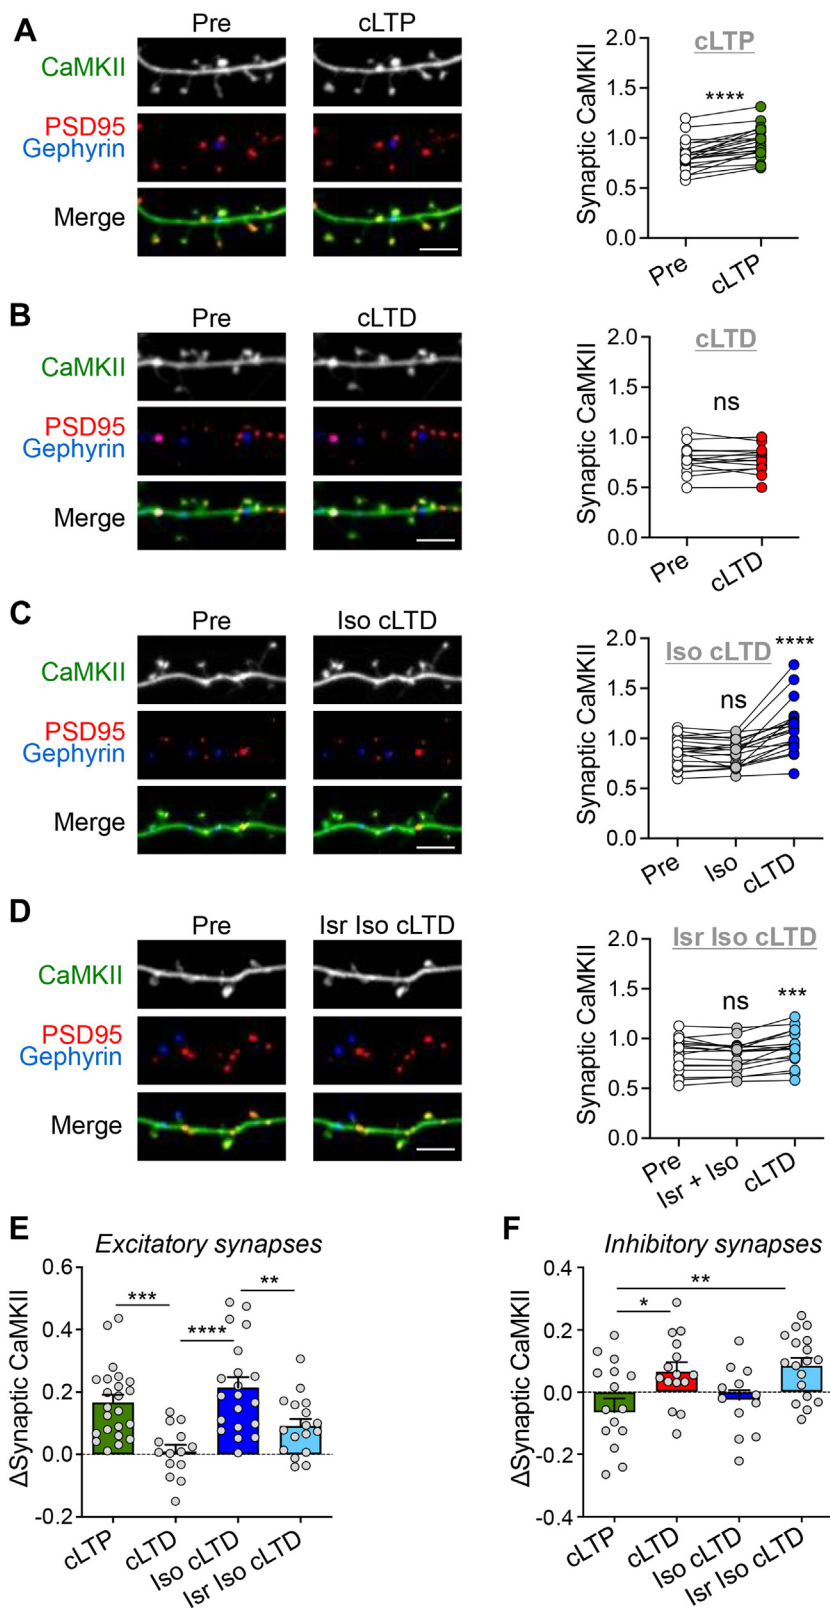 A
Pre
cLTP
CaMKII
PSD95
Gephyrin
Merge
cLTP
****
Synaptic CaMKII
2.0
1.5
1.0
0.5
0.0
Pre
cLTP
B
Pre
cLTD
CaMKII
PSD95
Gephyrin
Merge
cLTD
ns
Synaptic CaMKII
2.0
1.5
1.0
0.5
0.0
Pre
cLTD
C
Pre
Iso cLTD
CaMKII
PSD95
Gephyrin
Merge
Iso cLTD
****
ns
Synaptic CaMKII
2.0
1.5
1.0
0.5
0.0
Pre
Iso
cLTD
D
Pre
Isr Iso cLTD
CaMKII
PSD95
Gephyrin
Merge
Isr Iso cLTD
ns
***
Synaptic CaMKII
2.0
1.5
1.0
0.5
0.0
Pre
Isr + Iso
cLTD
E
Excitatory synapses
ΔSynaptic CaMKII
0.6
0.4
0.2
0.0
-0.2
***
****
**
cLTP
cLTD
Iso cLTD
Isr Iso cLTD
F
Inhibitory synapses
ΔSynaptic CaMKII
0.4
0.2
0.0
-0.2
-0.4
**
*
cLTP
cLTD
Iso cLTD
Isr Iso cLTD